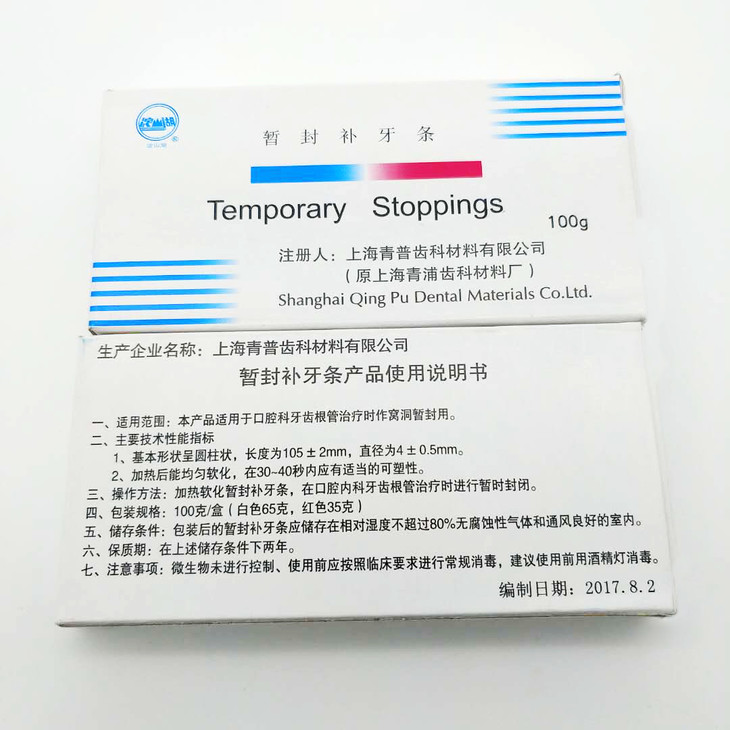 淀山湖
淀山湖
®
暂封补牙条
Temporary Stoppings
100g
注册人：上海青普齿科材料有限公司
（原上海青浦齿科材料厂）
Shanghai Qing Pu Dental Materials Co.Ltd.
生产企业名称：上海青普齿科材料有限公司
暂封补牙条产品使用说明书
一、适用范围：本产品适用于口腔科牙齿根管治疗时作窝洞暂封用。
二、主要技术性能指标
1、基本形状呈圆柱状，长度为105±2mm，直径为4±0.5mm。
2、加热后能均匀软化，在30~40秒内应有适当的可塑性。
三、操作方法：加热软化暂封补牙条，在口腔内科牙齿根管治疗时进行暂时封闭。
四、包装规格：100克/盒（白色65克，红色35克）
五、储存条件：包装后的暂封补牙条应储存在相对湿度不超过80%无腐蚀性气体和通风良好的室内。
六、保质期：在上述储存条件下两年。
七、注意事项：微生物未进行控制、使用前应按照临床要求进行常规消毒，建议使用前用酒精灯消毒。
编制日期：2017.8.2